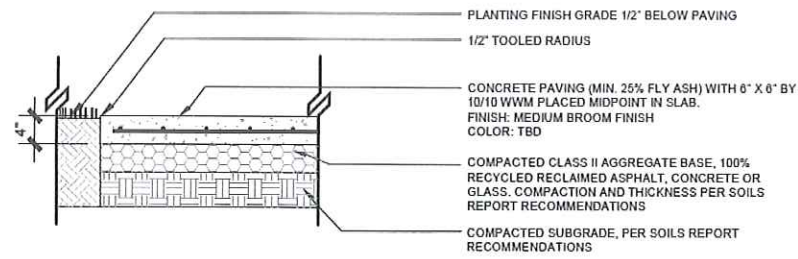 PLANTING FINISH GRADE 1/2" BELOW PAVING
1/2" TOOLED RADIUS
CONCRETE PAVING (MIN. 25% FLY ASH) WITH 6" X 6" BY
10/10 WWM PLACED MIDPOINT IN SLAB.
FINISH: MEDIUM BROOM FINISH
COLOR: TBD
4"
COMPACTED CLASS II AGGREGATE BASE, 100%
RECYCLED RECLAIMED ASPHALT, CONCRETE OR
GLASS. COMPACTION AND THICKNESS PER SOILS
REPORT RECOMMENDATIONS
COMPACTED SUBGRADE, PER SOILS REPORT
RECOMMENDATIONS